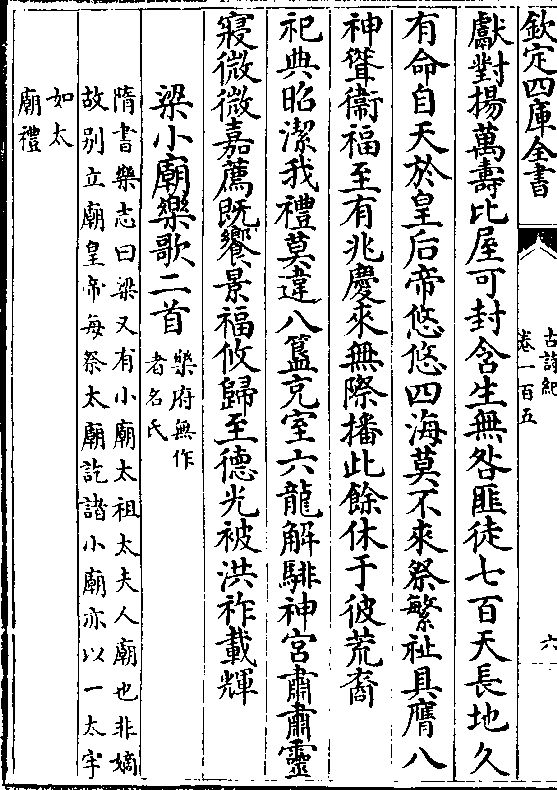 欽定四庫全書
古詩紀
卷一百五
六
獻對揚萬壽比屋可封含生無咎匪徒七百天長地久
有命自天於皇后帝悠悠四海莫不來祭繁祉具膺八
神聳衛福至有兆慶來無際播此餘休于彼荒裔
祀典昭潔我禮莫違八簋充室六龍解騑神宮肅肅靈
寢微微嘉薦既饗景福攸歸至德光被洪祚載輝
梁小廟樂歌二首
樂府無作
者名氏
隋書樂志曰梁又有小廟太祖太夫人廟也非嫡
故别立廟皇帝每祭太廟訖詣小廟亦以一太字
如太
廟禮